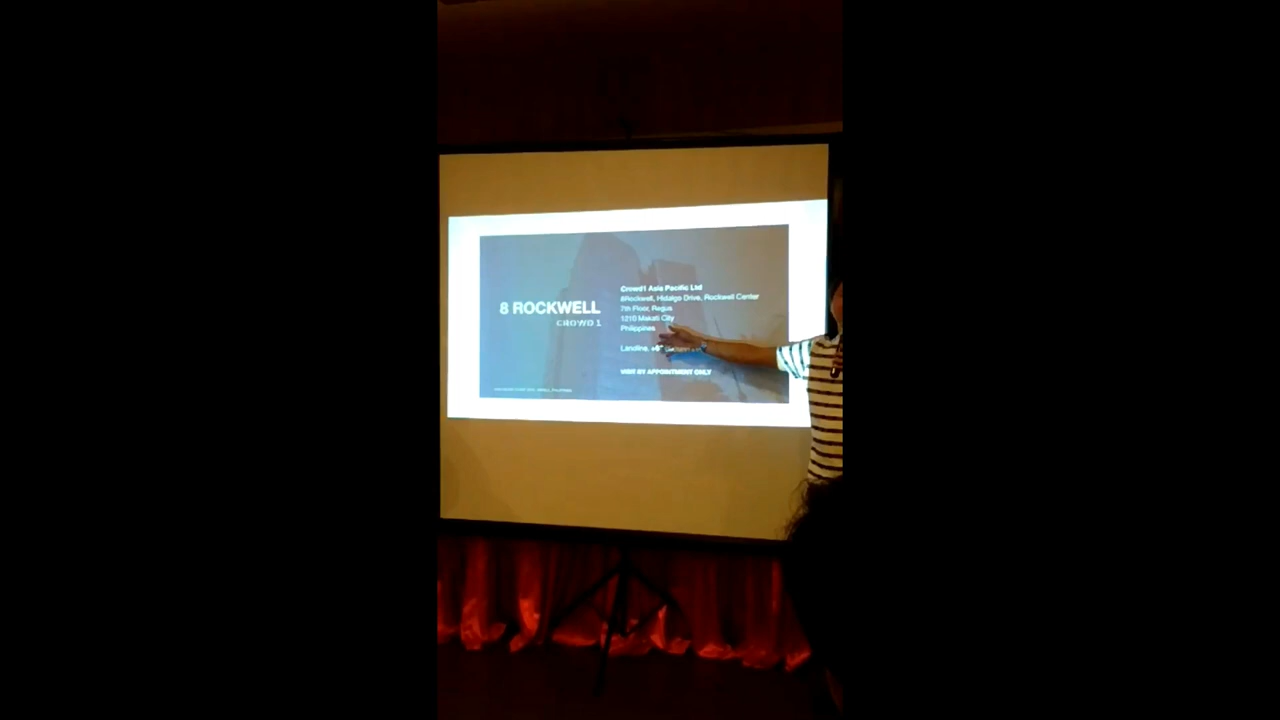 8 ROCKWELL
CROWD 1
Crowd1 Asia Pacific Ltd
8Rockwell, Hidalgo Drive, Rockwell Center
7th Floor, Regus
1210 Makati City
Philippines
Landline.
VISIT BY APPOINTMENT ONLY